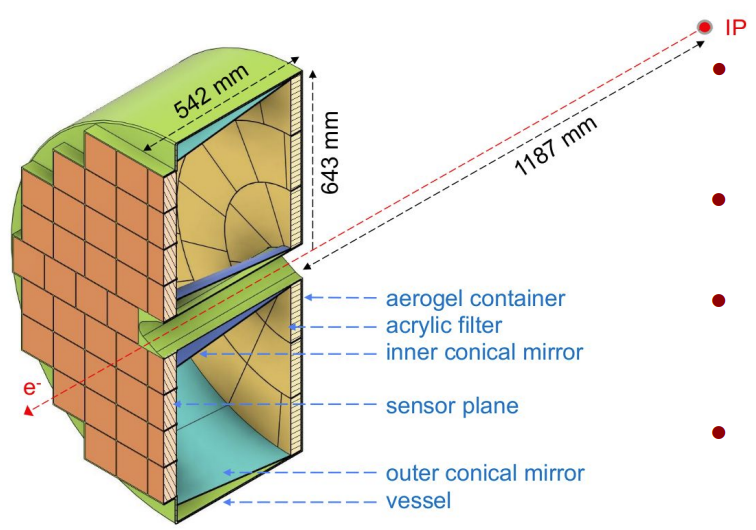 IP
542 mm
643 mm
1187 mm
aerogel container
acrylic filter
inner conical mirror
e-
sensor plane
outer conical mirror
vessel